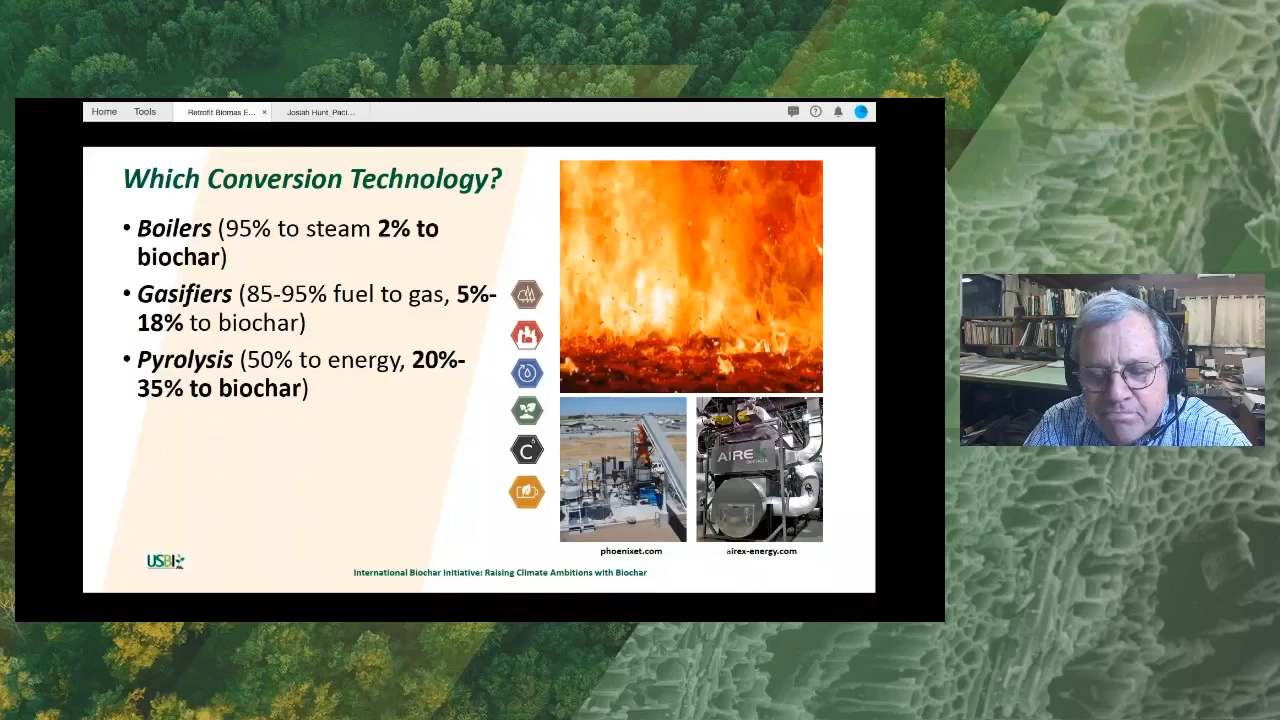 Home Tools Retrofit Biomas E... × Josiah Hunt_Paci...
Which Conversion Technology?
• Boilers (95% to steam 2% to
biochar)
• Gasifiers (85-95% fuel to gas, 5%-
18% to biochar)
• Pyrolysis (50% to energy, 20%-
35% to biochar)
C
AIREX
phoenixet.com
airex-energy.com
USBI
International Biochar Initiative: Raising Climate Ambitions with Biochar